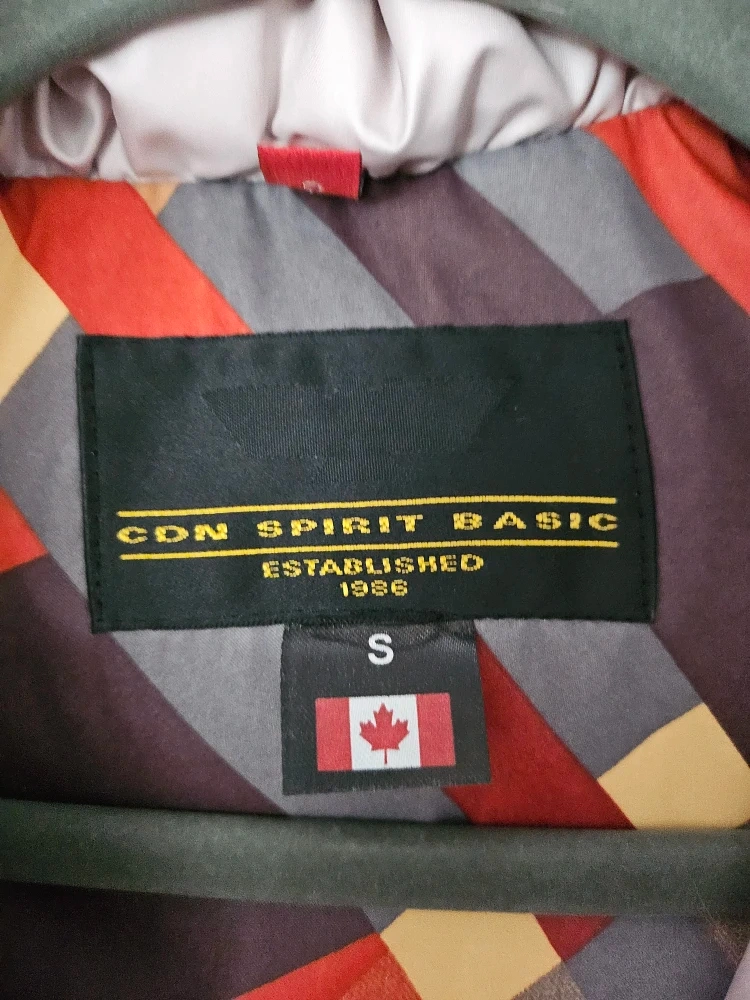 CDN SPIRIT BASIC
ESTABLISHED
1986
S